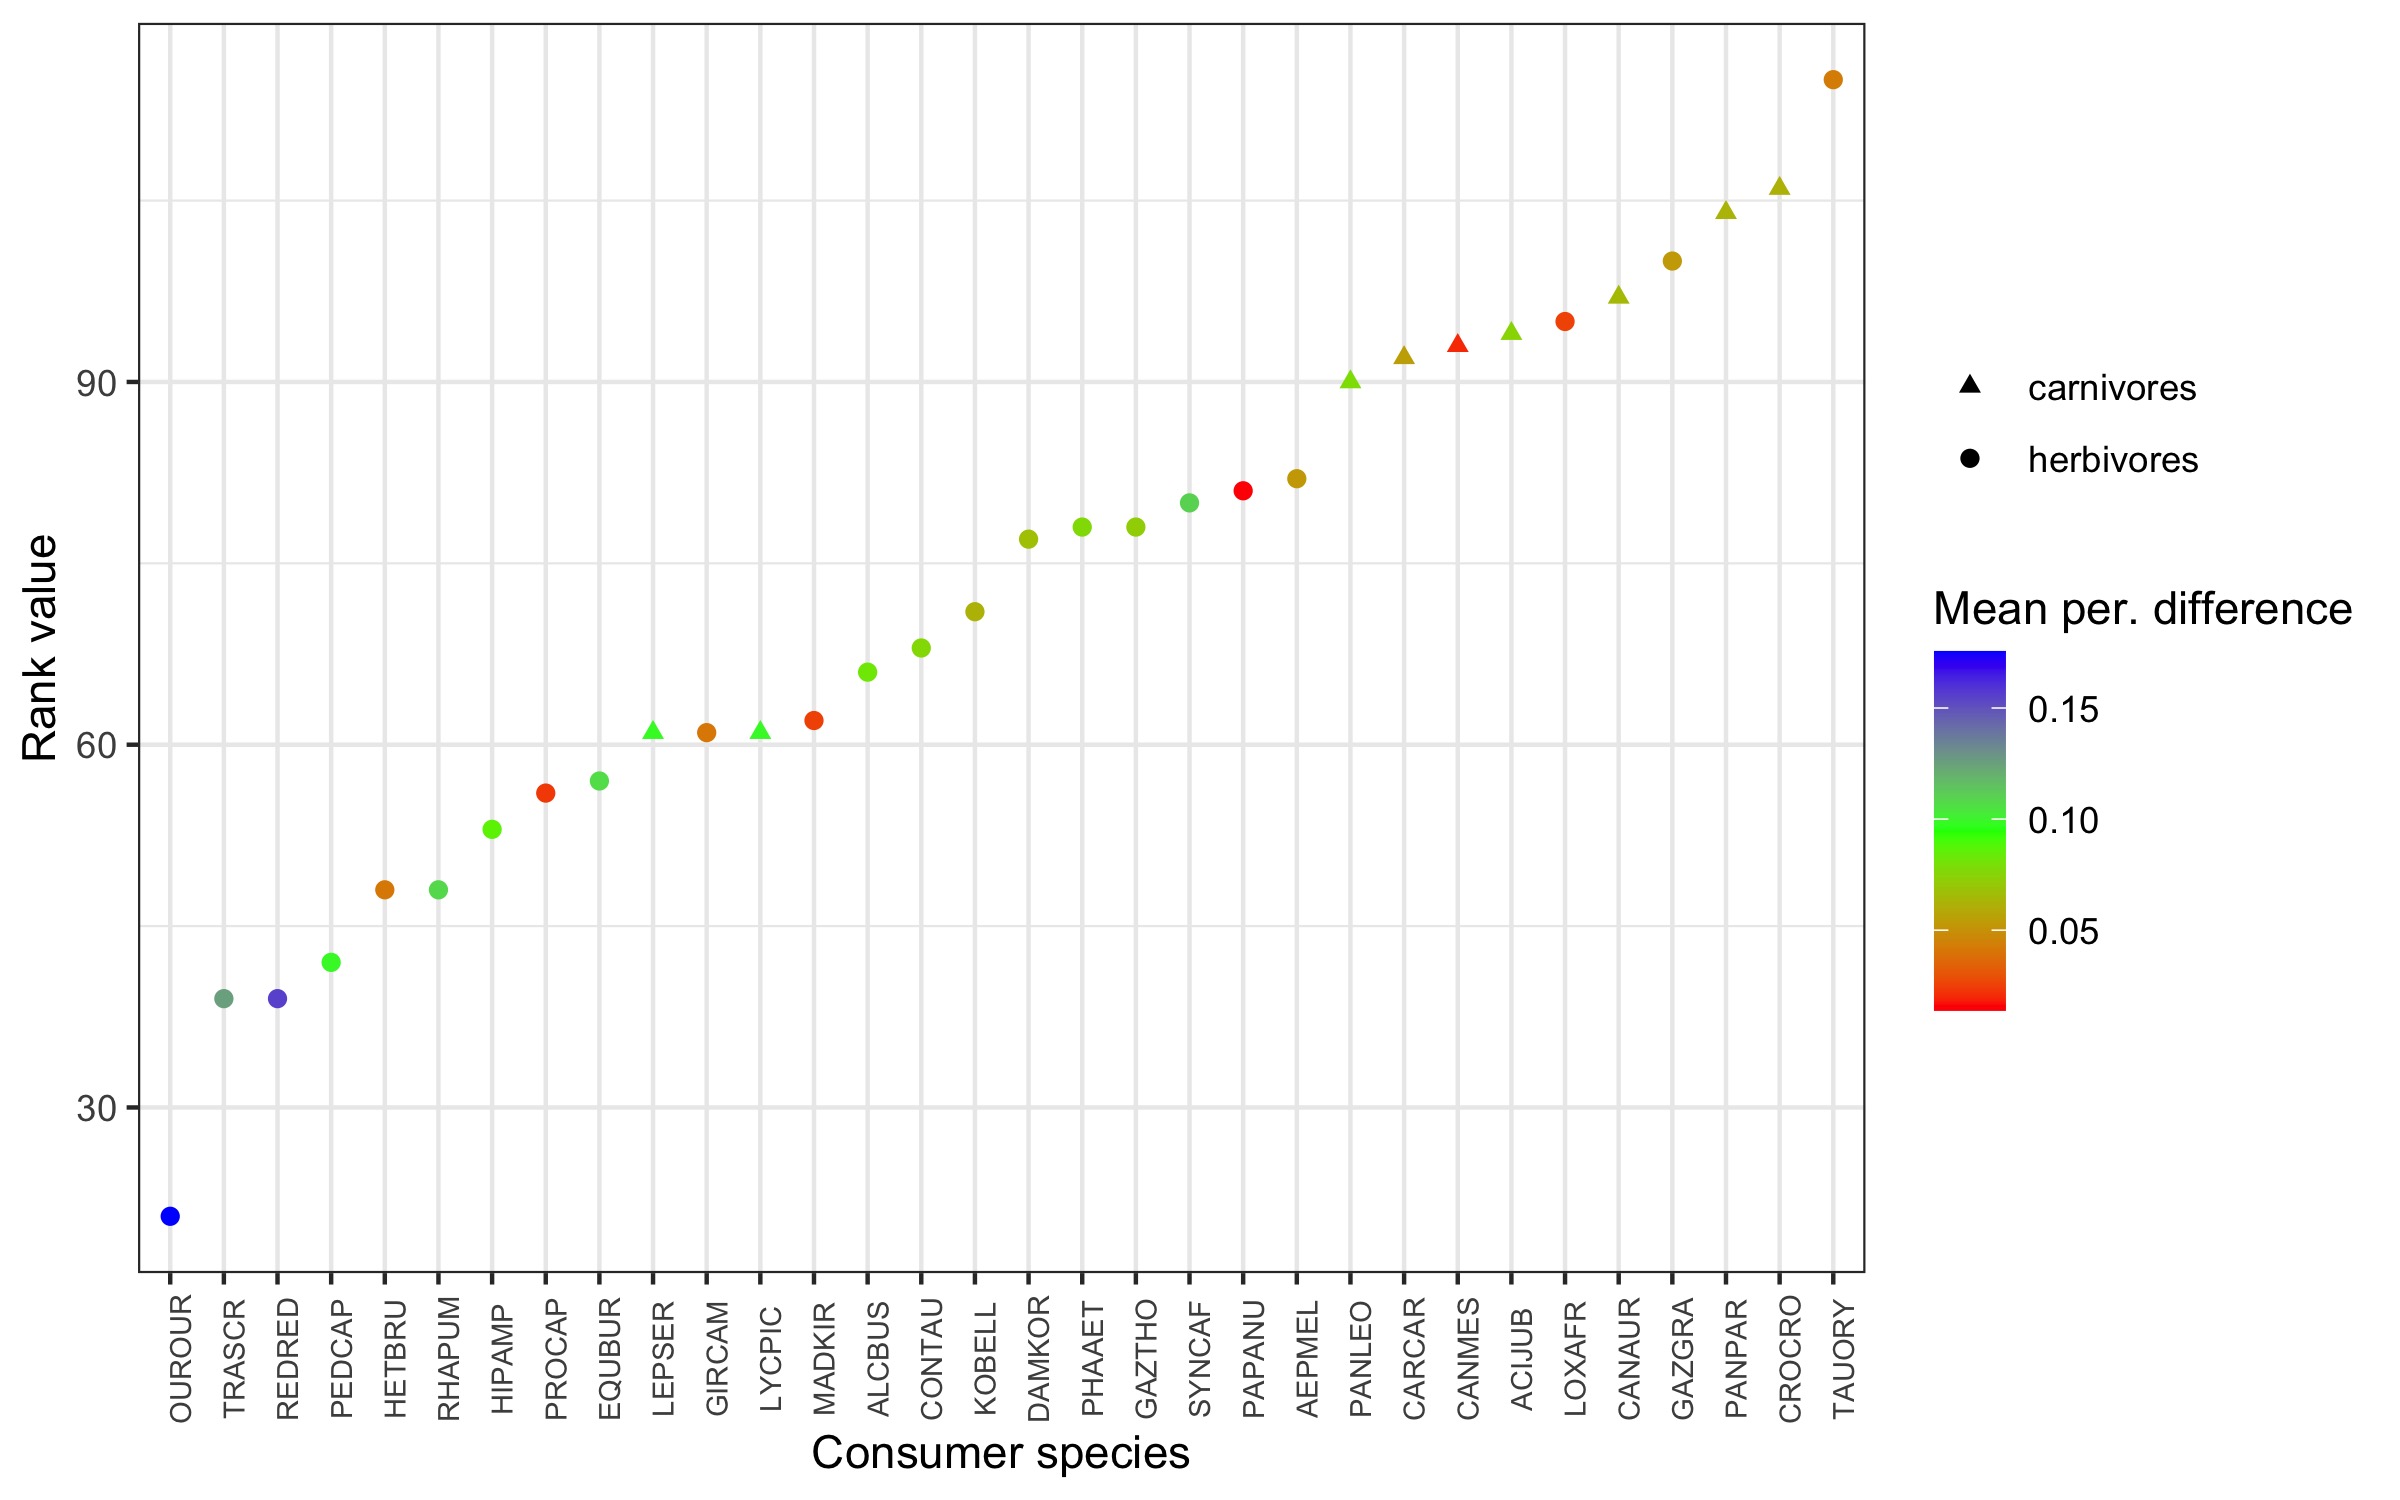 Rank value
90
60
30
OUROUR
TRASCR
REDRED
PEDCAP
HETBRU
RHAPUM
HIPAMP
PROCAP
EQUBUR
LEPSER
GIRCAM
LYCPIC
MADKIR
ALCBUS
CONTAU
KOBELL
DAMKOR
PHAAET
GAZTHO
SYNCAF
PAPANU
AEPMEL
PANLEO
CARCAR
CANMES
ACIJUB
LOXAFR
CANAUR
GAZGRA
PANPAR
CROCRO
TAUORY
Consumer species
carnivores
herbivores
Mean per. difference
0.15
0.10
0.05